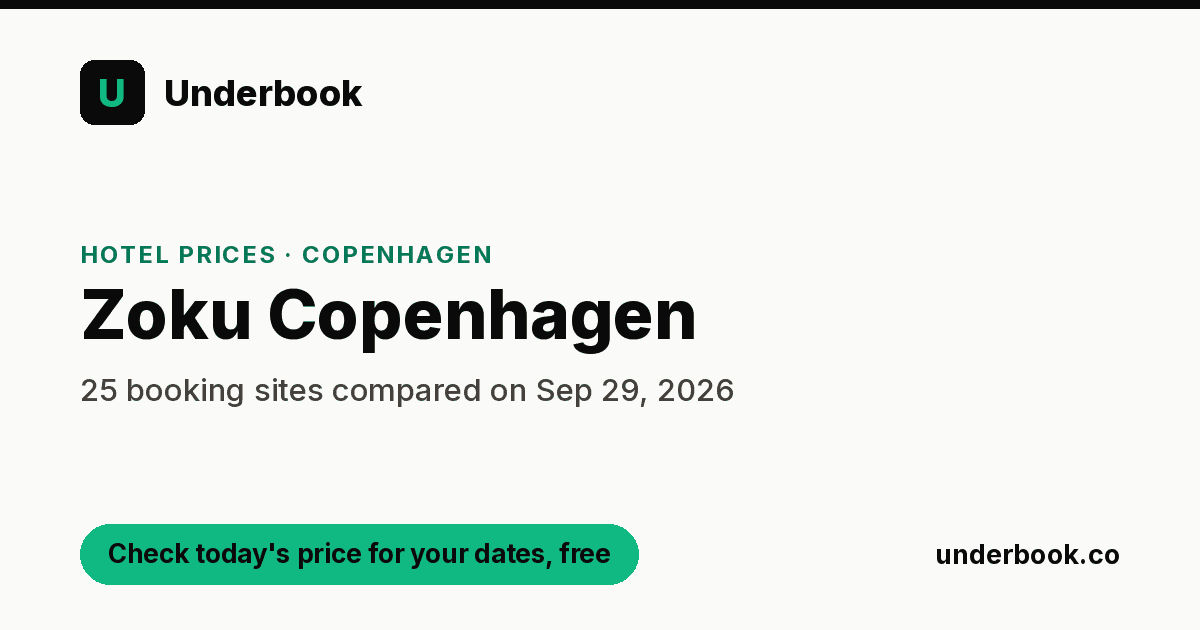 U Underbook
HOTEL PRICES · COPENHAGEN
Zoku Copenhagen
25 booking sites compared on Sep 29, 2026
Check today's price for your dates, free
underbook.co